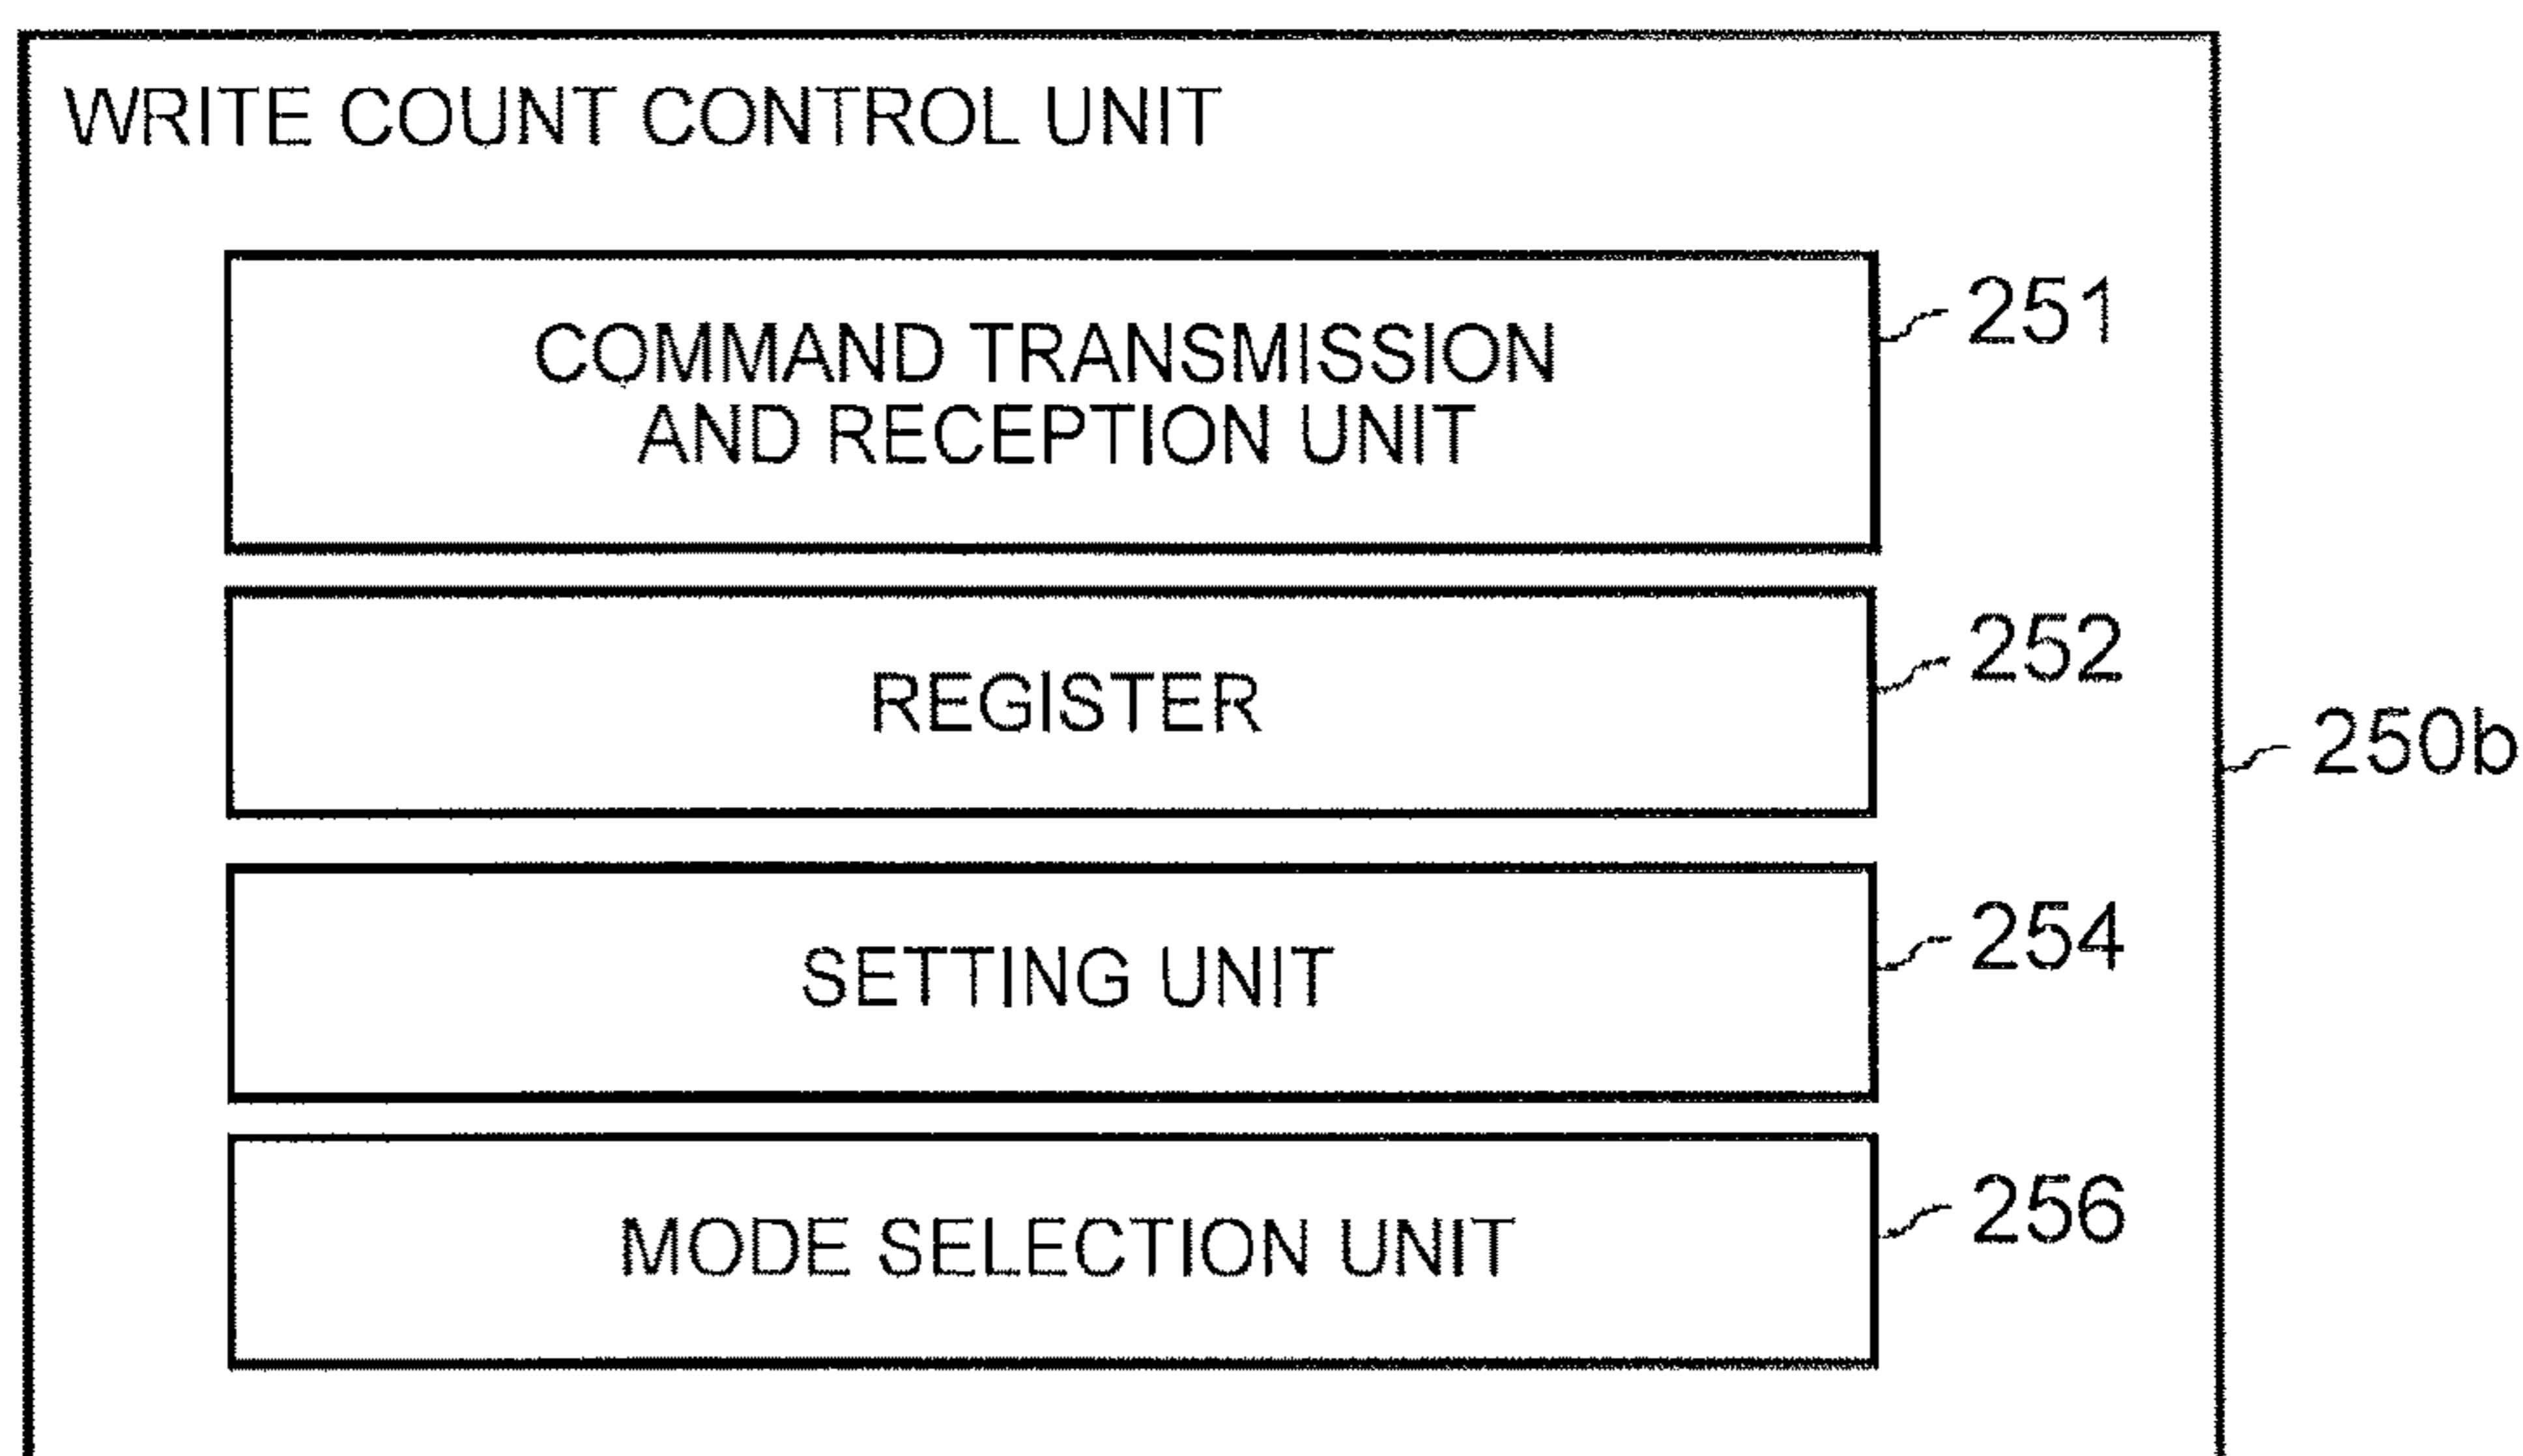 WRITE COUNT CONTROL UNIT
COMMAND TRANSMISSION
AND RECEPTION UNIT
251
REGISTER
252
250b
SETTING UNIT
254
MODE SELECTION UNIT
256